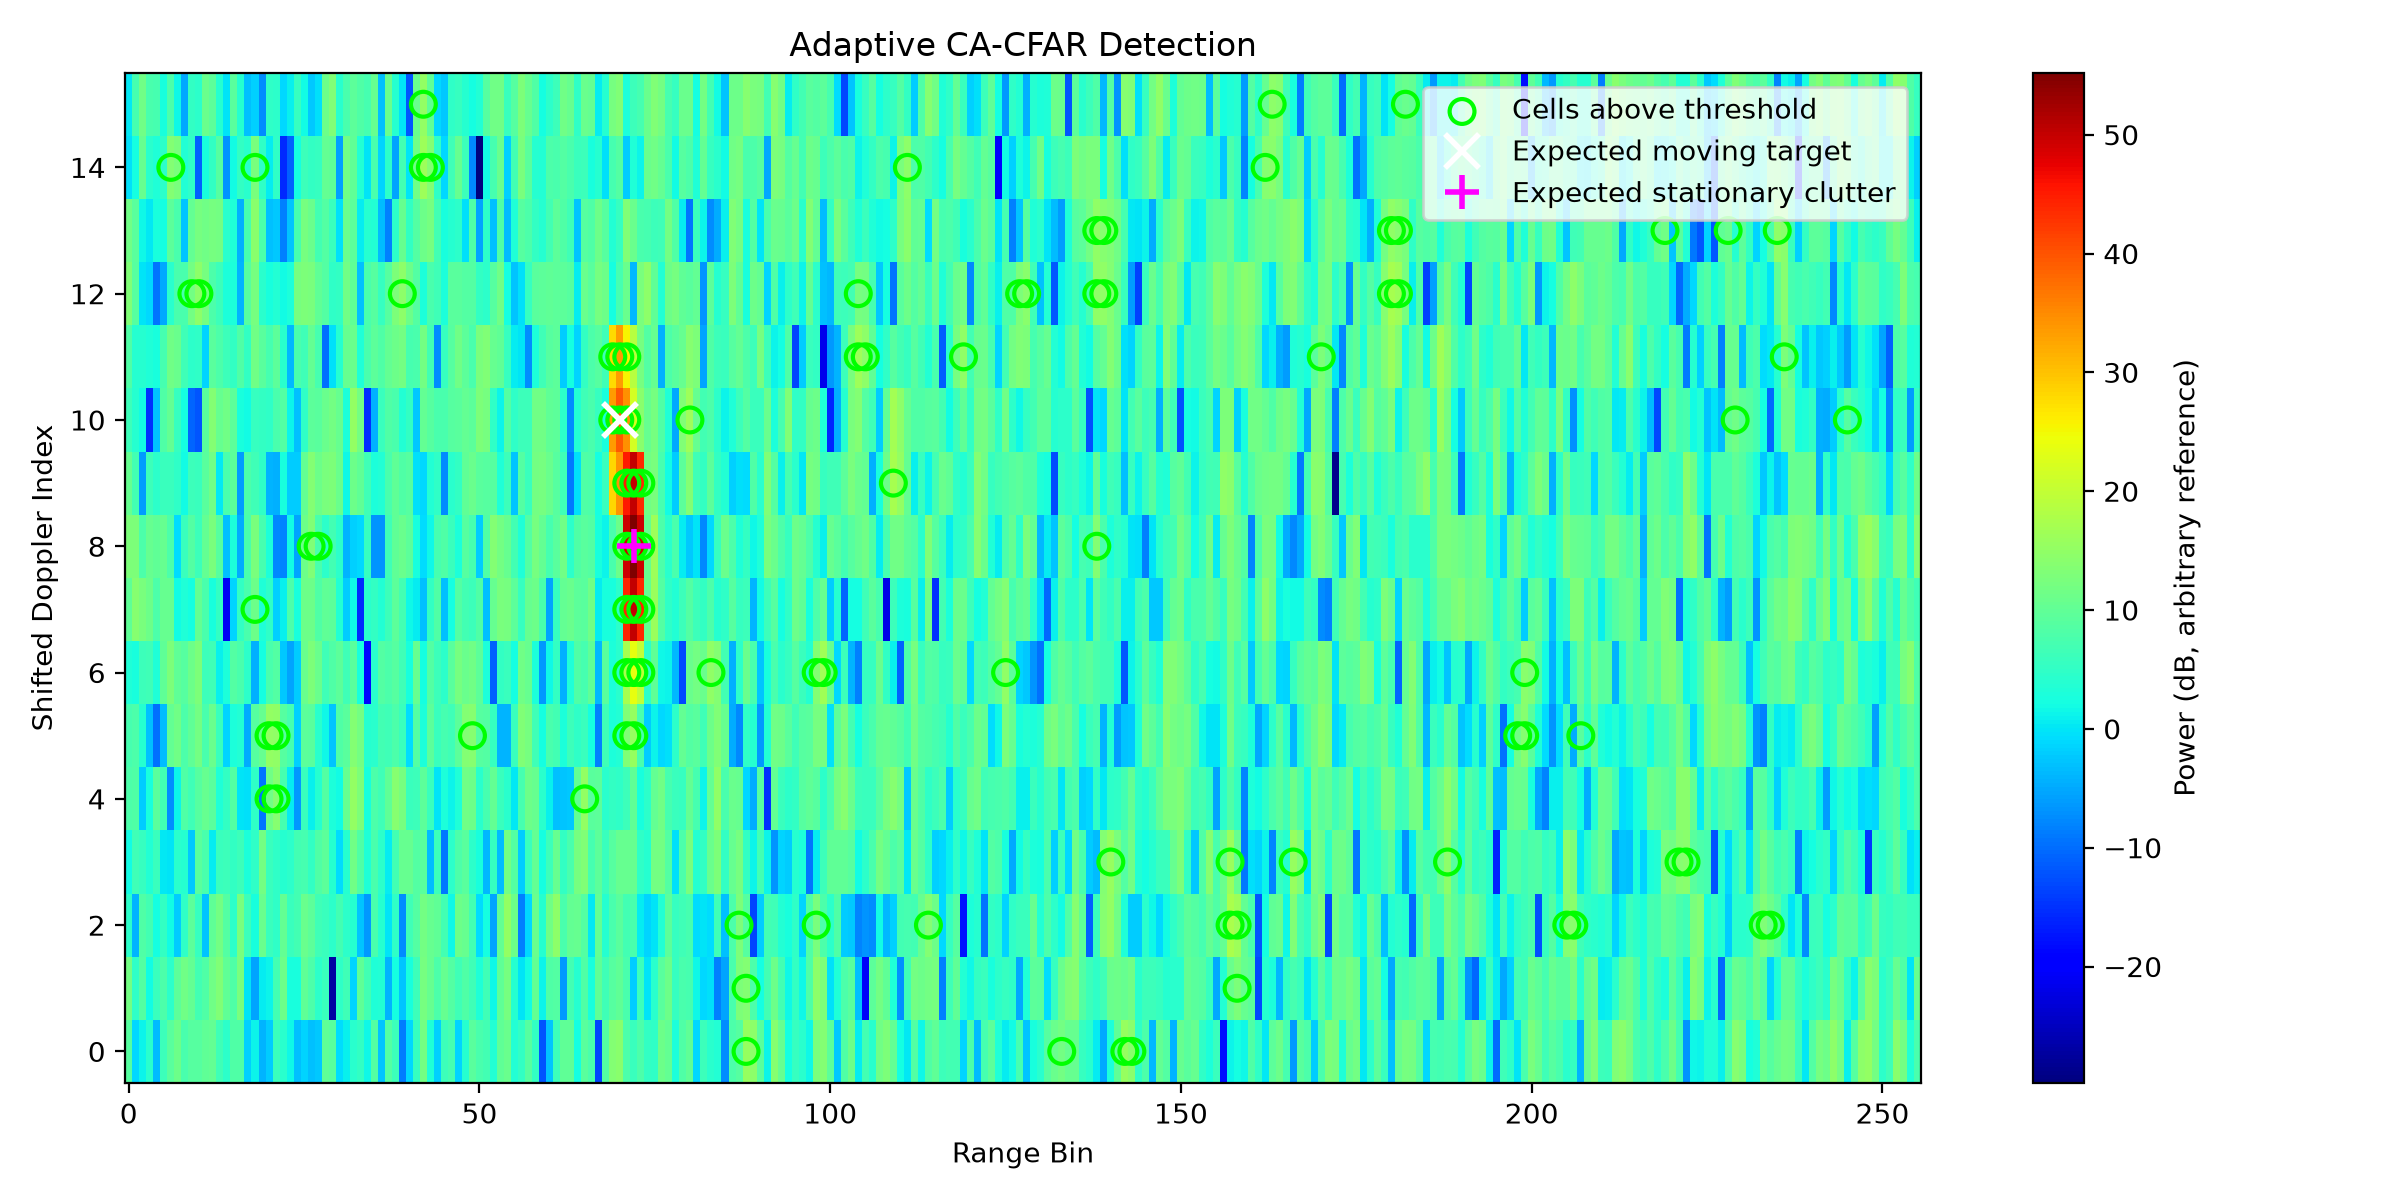 Adaptive CA-CFAR Detection
Cells above threshold
Expected moving target
Expected stationary clutter
Shifted Doppler Index
14
12
10
8
6
4
2
0
0 50 100 150 200 250
Range Bin
50
40
30
20
10
0
−10
−20
Power (dB, arbitrary reference)